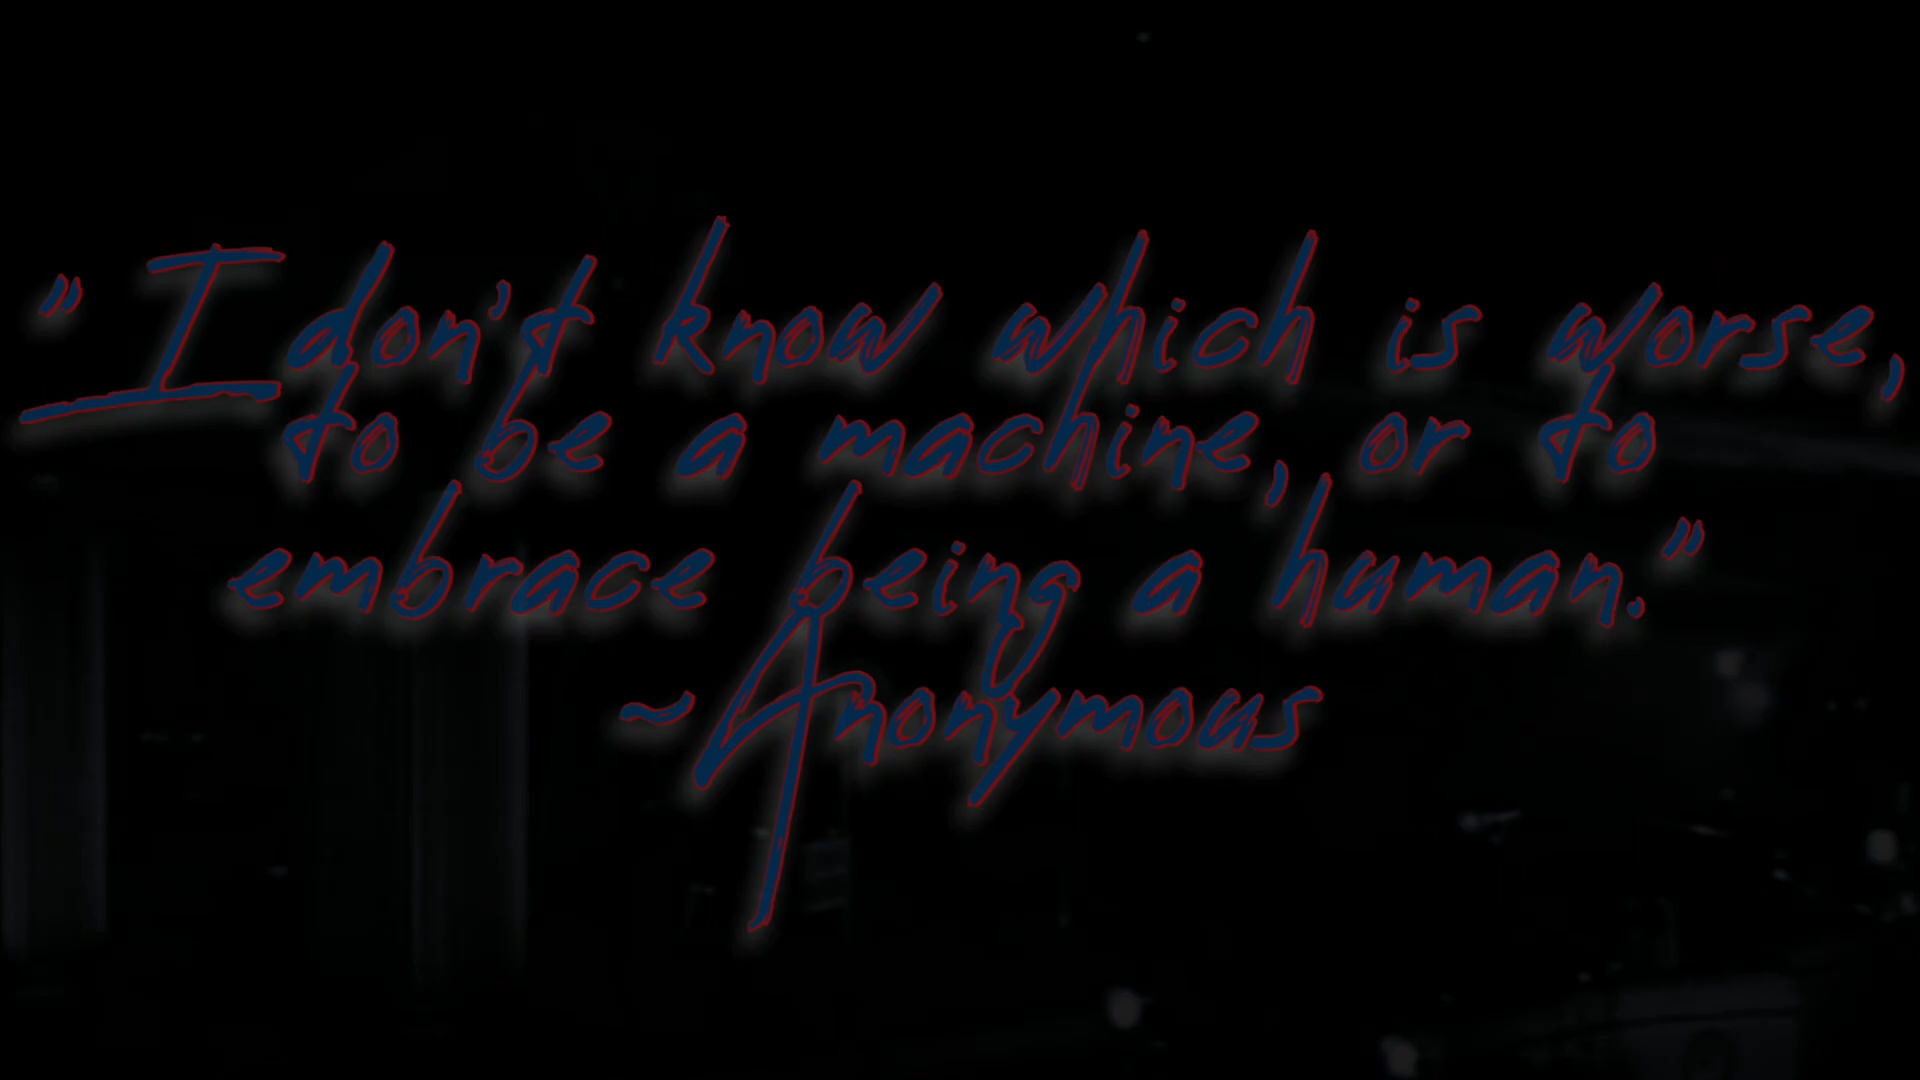 "I don't know which is worse,
to be a machine, or to
embrace being a human."
~Anonymous